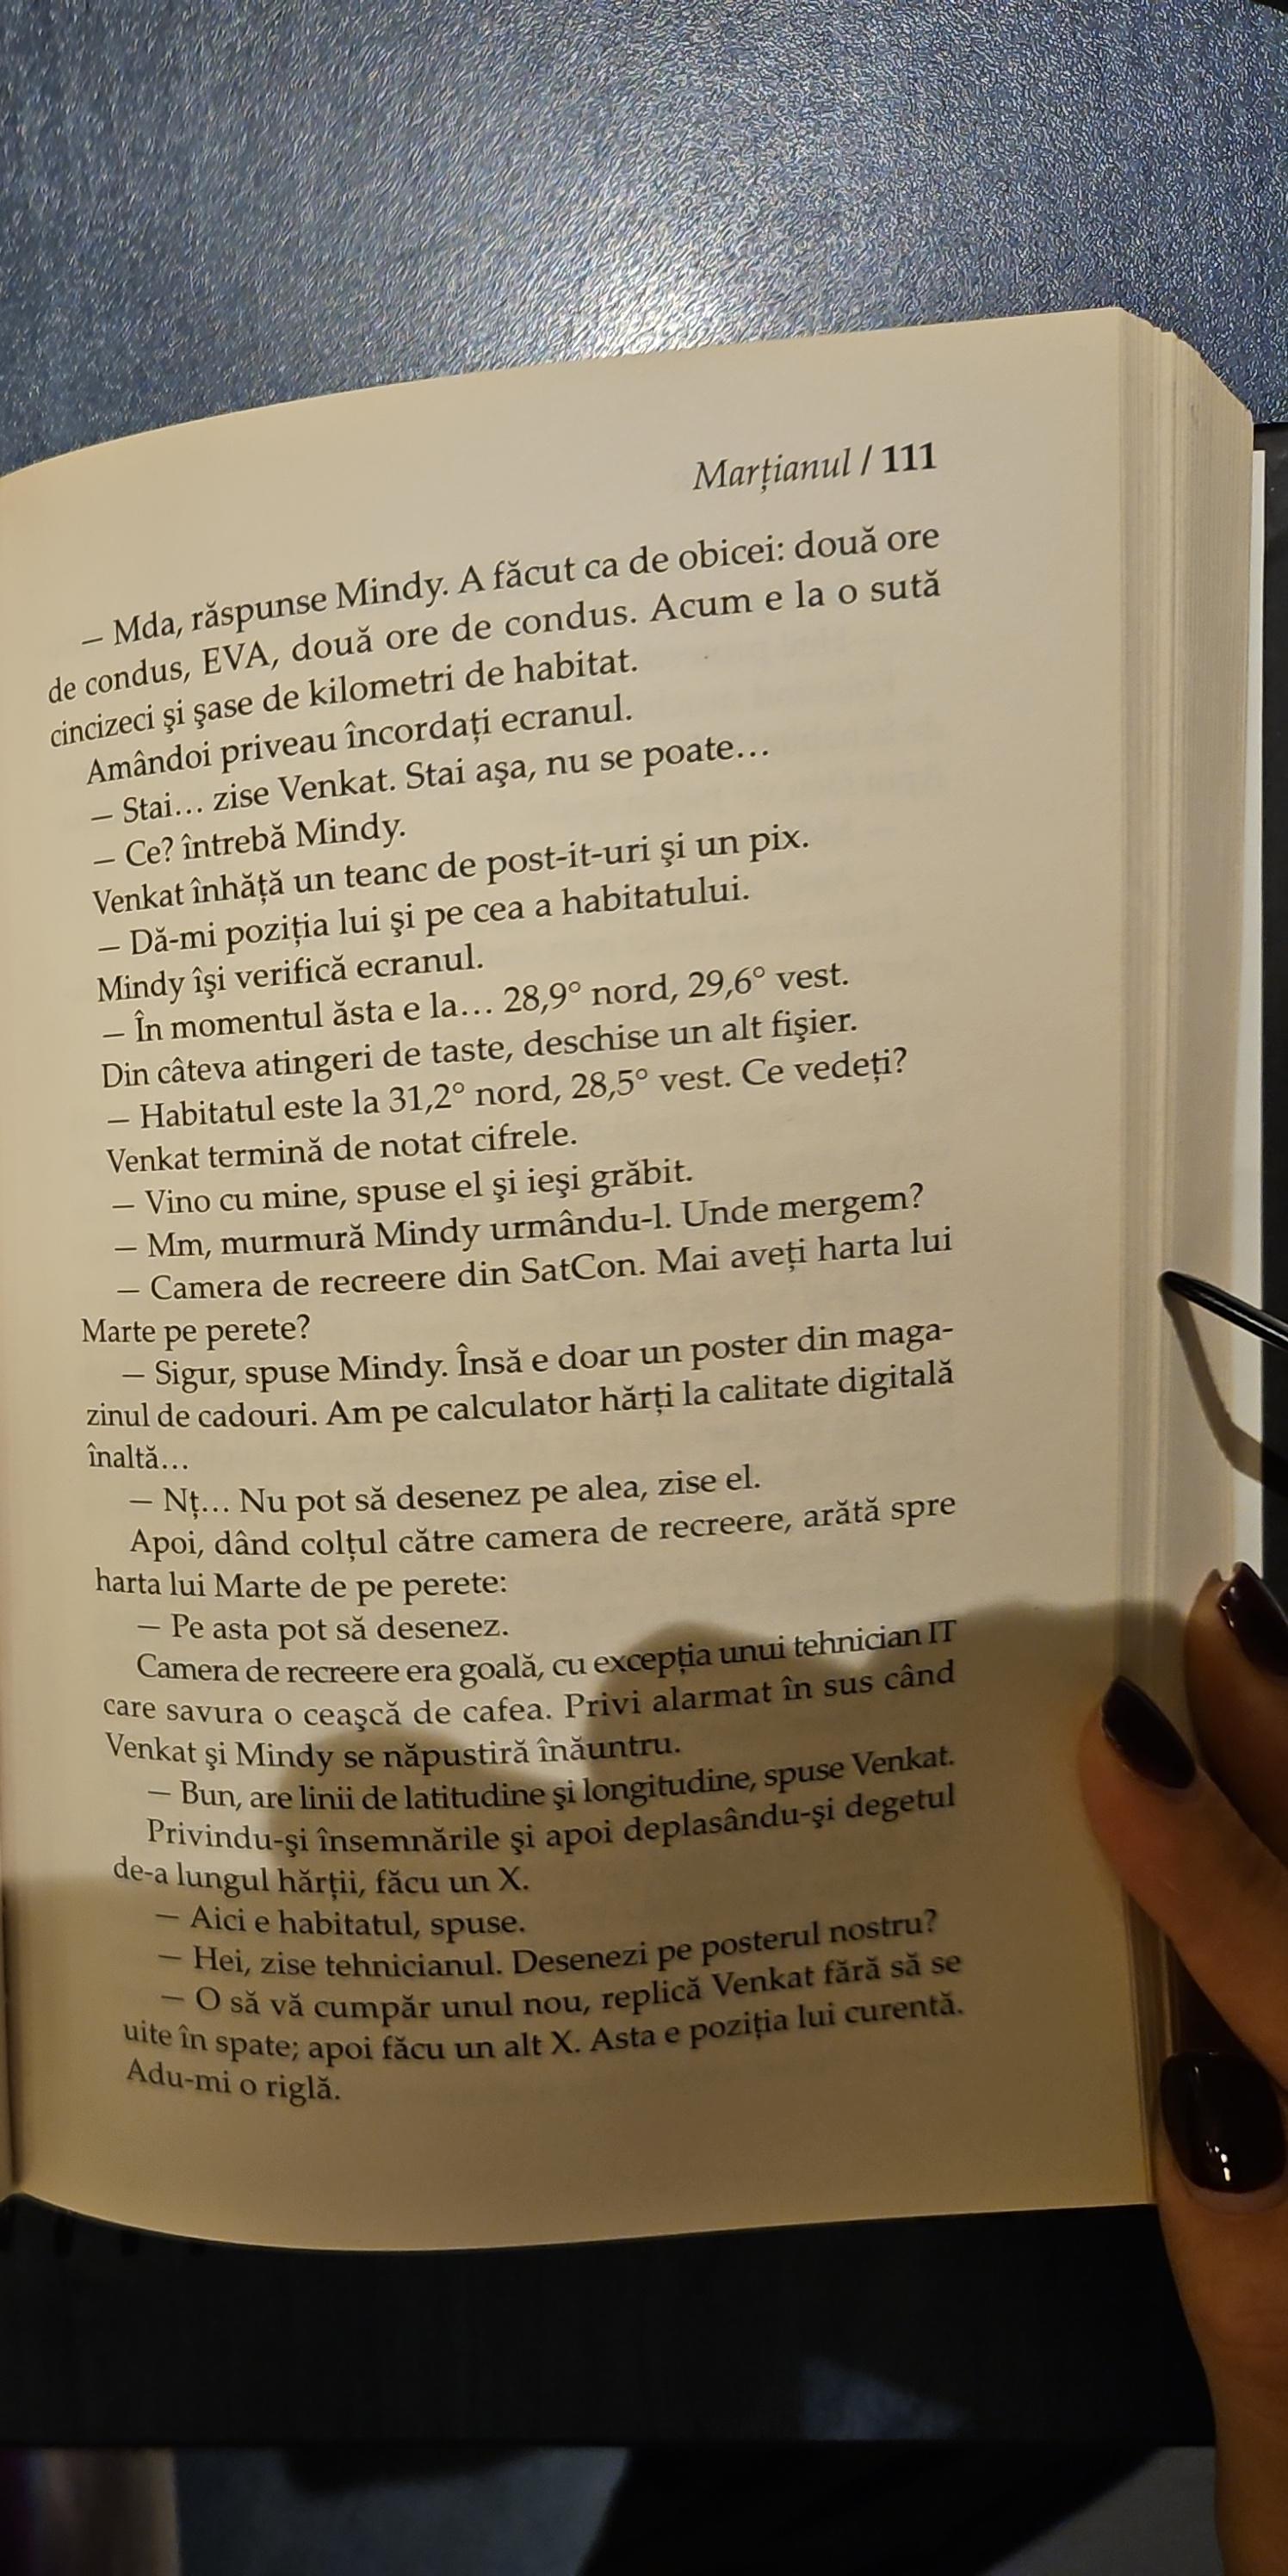 Marțianul / 111
– Mda, răspunse Mindy. A făcut ca de obicei: două ore
de condus, EVA, două ore de condus. Acum e la o sută
cincizeci şi şase de kilometri de habitat.
Amândoi priveau încordați ecranul.
– Stai… zise Venkat. Stai aşa, nu se poate…
– Ce? întrebă Mindy.
Venkat înhăță un teanc de post-it-uri şi un pix.
– Dă-mi poziția lui şi pe cea a habitatului.
Mindy îşi verifică ecranul.
– În momentul ăsta e la… 28,9° nord, 29,6° vest.
Din câteva atingeri de taste, deschise un alt fişier.
– Habitatul este la 31,2° nord, 28,5° vest. Ce vedeți?
Venkat termină de notat cifrele.
– Vino cu mine, spuse el şi ieşi grăbit.
– Mm, murmură Mindy urmându-l. Unde mergem?
– Camera de recreere din SatCon. Mai aveți harta lui
Marte pe perete?
– Sigur, spuse Mindy. Însă e doar un poster din maga-
zinul de cadouri. Am pe calculator hărți la calitate digitală
înaltă…
– Nț… Nu pot să desenez pe alea, zise el.
Apoi, dând colțul către camera de recreere, arătă spre
harta lui Marte de pe perete:
– Pe asta pot să desenez.
Camera de recreere era goală, cu excepția unui tehnician IT
care savura o ceaşcă de cafea. Privi alarmat în sus când
Venkat şi Mindy se năpustiră înăuntru.
– Bun, are linii de latitudine şi longitudine, spuse Venkat.
Privindu-şi însemnările şi apoi deplasându-şi degetul
de-a lungul hărții, făcu un X.
– Aici e habitatul, spuse.
– Hei, zise tehnicianul. Desenezi pe posterul nostru?
– O să vă cumpăr unul nou, replică Venkat fără să se
uite în spate; apoi făcu un alt X. Asta e poziția lui curentă.
Adu-mi o riglă.